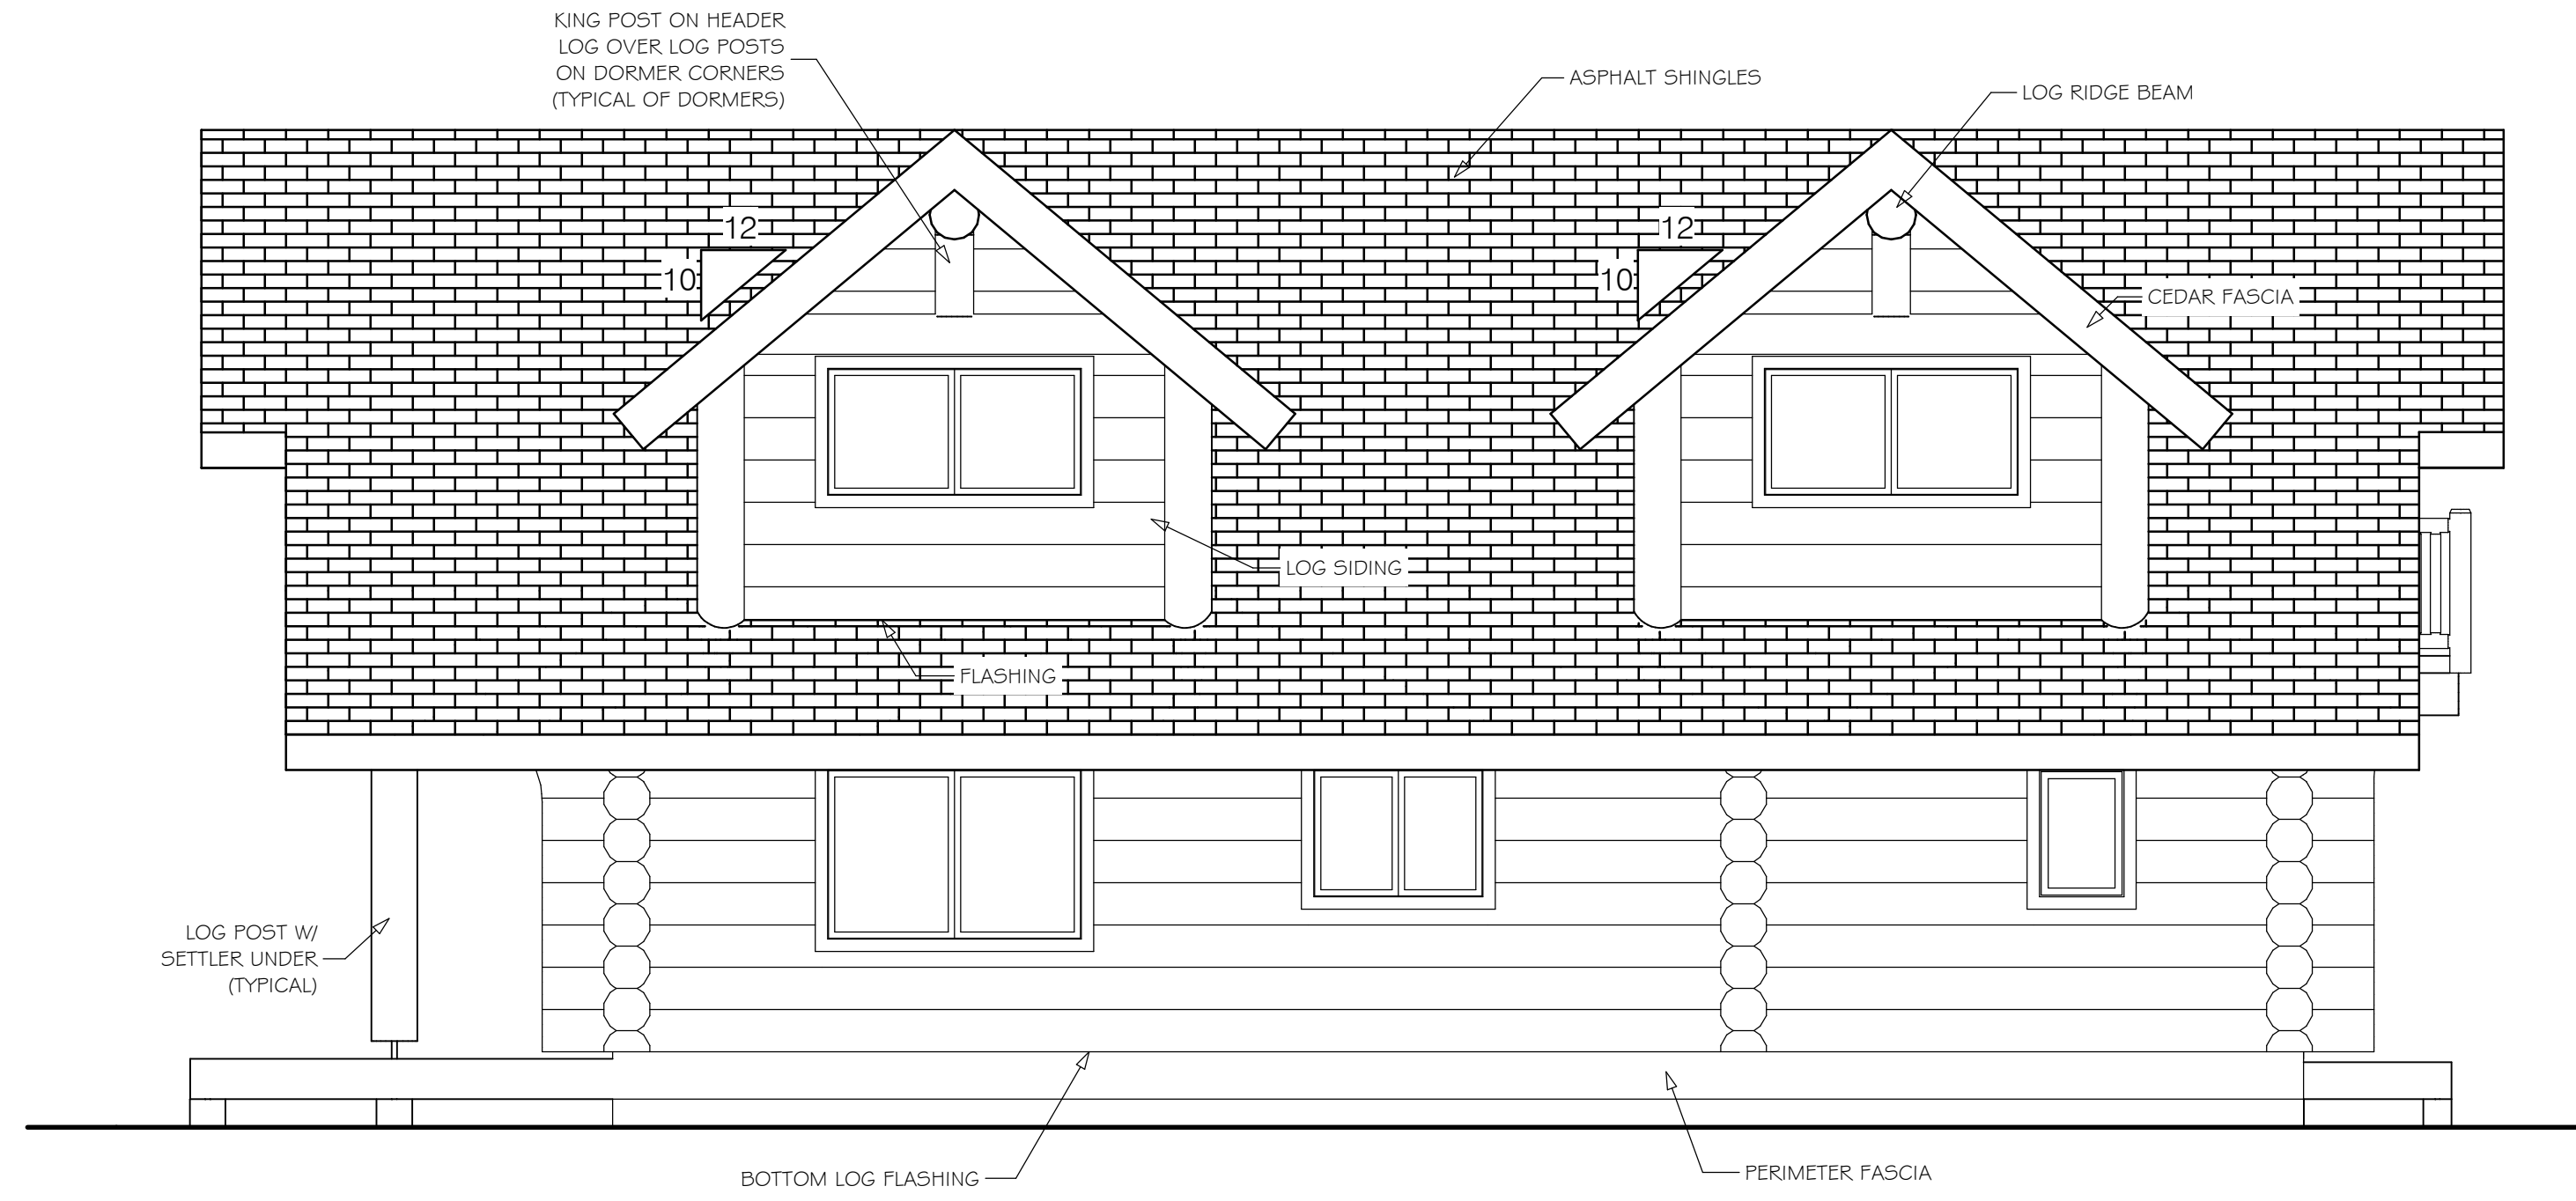 KING POST ON HEADER
LOG OVER LOG POSTS
ON DORMER CORNERS
(TYPICAL OF DORMERS)
ASPHALT SHINGLES
LOG RIDGE BEAM
12
10
12
10
CEDAR FASCIA
LOG SIDING
FLASHING
LOG POST W/
SETTLER UNDER
(TYPICAL)
BOTTOM LOG FLASHING
PERIMETER FASCIA